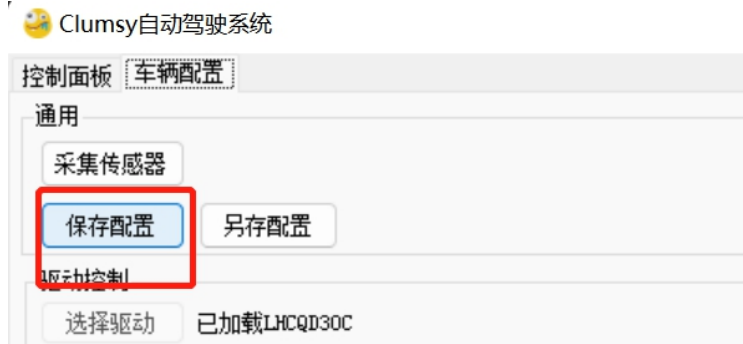 Clumsy自动驾驶系统
控制面板 车辆配置
通用
采集传感器
保存配置 另存配置
驱动控制
选择驱动 已加载LHCQD30C